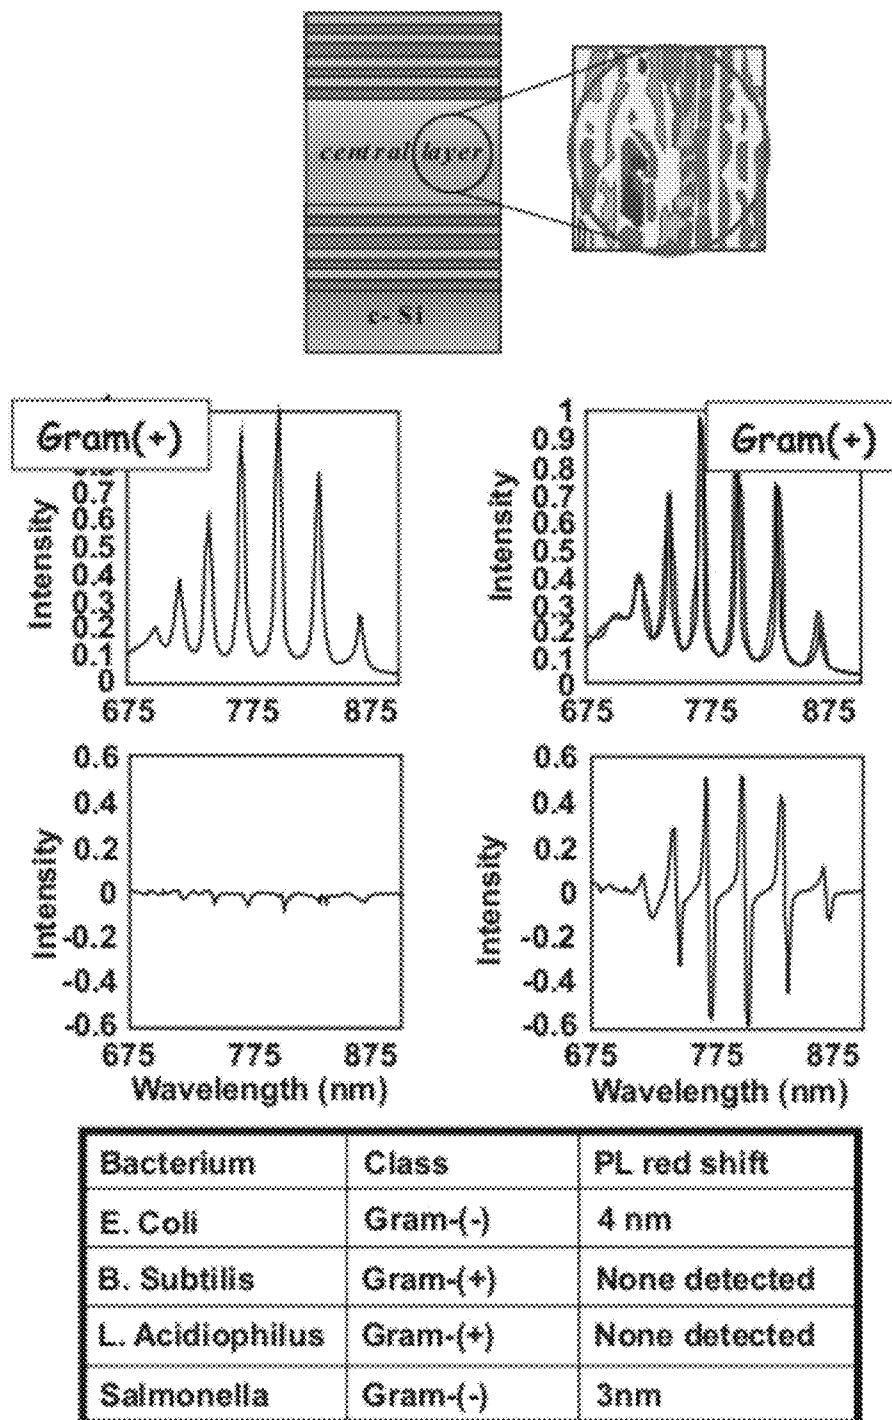 central layer
c-Si
Gram(+)
Gram(+)
Intensity
0.7
0.6
0.5
0.4
0.3
0.2
0.1
0
675 775 875
Intensity
1
0.9
0.8
0.7
0.6
0.5
0.4
0.3
0.2
0.1
0
675 775 875
Intensity
0.6
0.4
0.2
0
-0.2
-0.4
-0.6
675 775 875
Wavelength (nm)
Intensity
0.6
0.4
0.2
0
-0.2
-0.4
-0.6
675 775 875
Wavelength (nm)
Bacterium Class PL red shift
E. Coli Gram-(-) 4 nm
B. Subtilis Gram-(+) None detected
L. Acidiophilus Gram-(+) None detected
Salmonella Gram-(-) 3nm